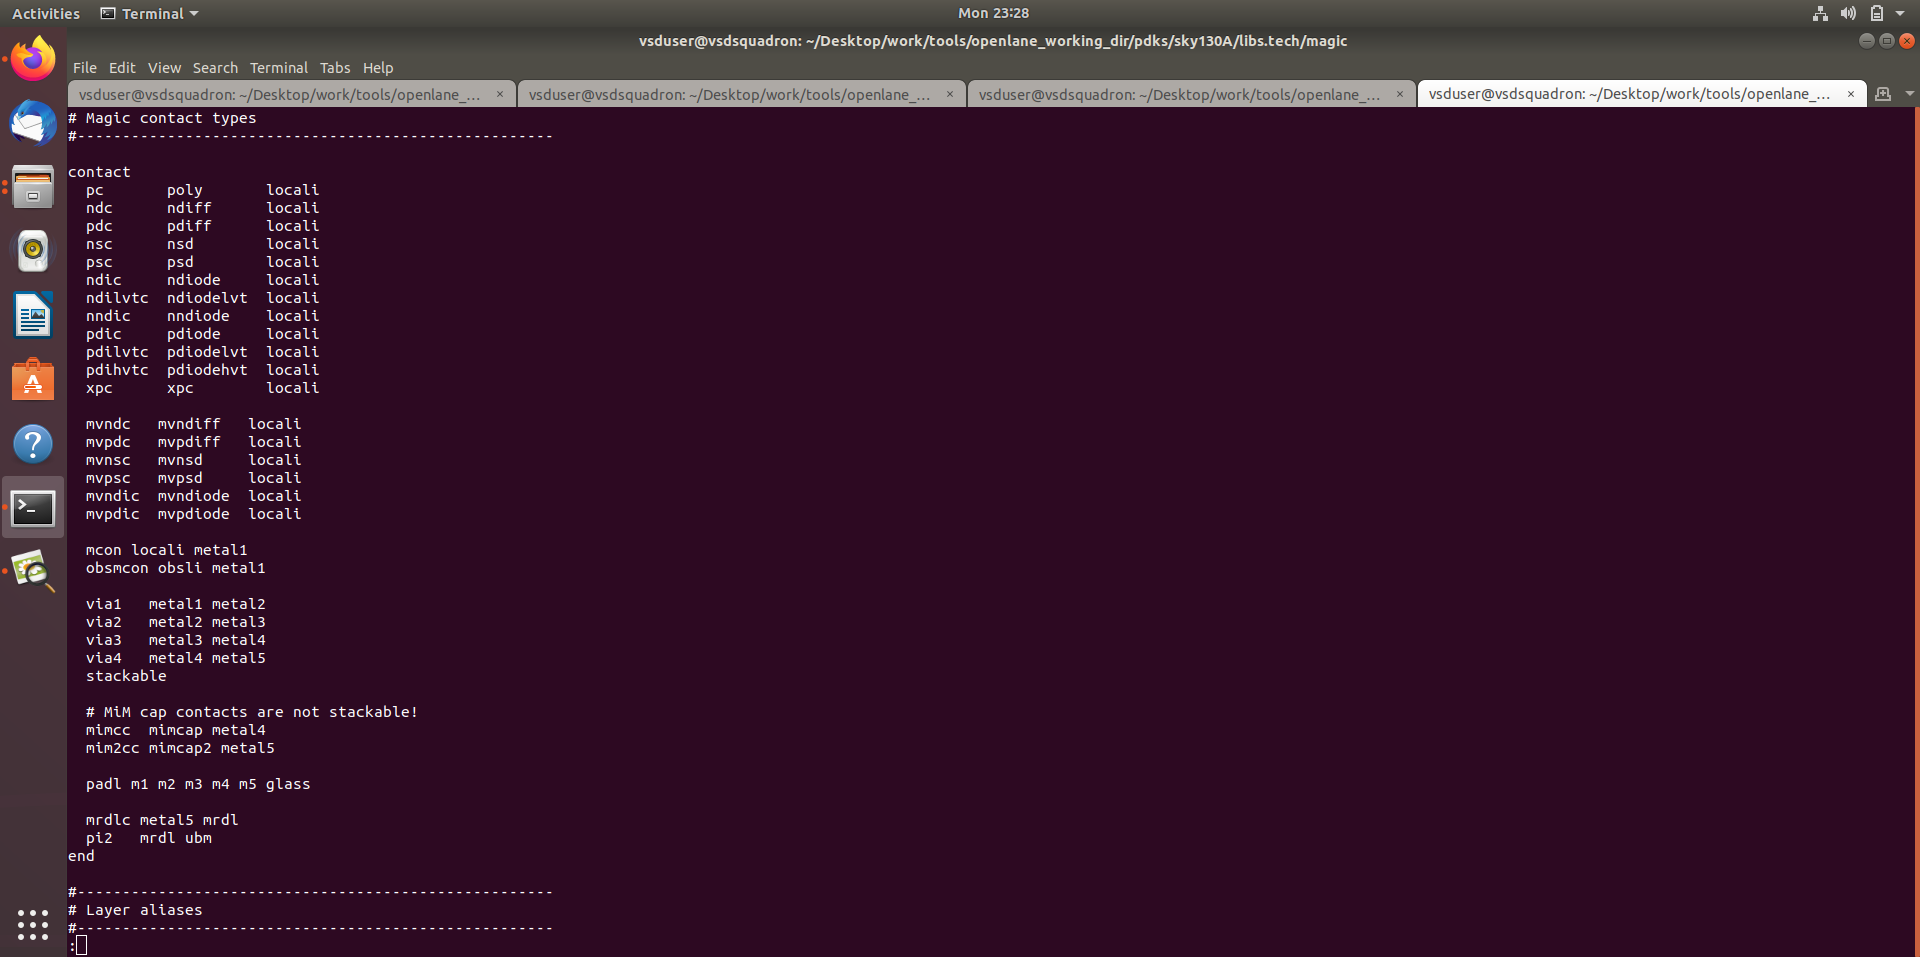 Activities Terminal Mon 23:28
vsduser@vsdsquadron: ~/Desktop/work/tools/openlane_working_dir/pdks/sky130A/libs.tech/magic
File Edit View Search Terminal Tabs Help
vsduser@vsdsquadron: ~/Desktop/work/tools/openlane_... × vsduser@vsdsquadron: ~/Desktop/work/tools/openlane_... × vsduser@vsdsquadron: ~/Desktop/work/tools/openlane_... × vsduser@vsdsquadron: ~/Desktop/work/tools/openlane_... ×
# Magic contact types
#-----------------------------------------------------

contact
  pc       poly       locali
  ndc      ndiff      locali
  pdc      pdiff      locali
  nsc      nsd        locali
  psc      psd        locali
  ndic     ndiode     locali
  ndilvtc  ndiodelvt  locali
  nndic    nndiode    locali
  pdic     pdiode     locali
  pdilvtc  pdiodelvt  locali
  pdihvtc  pdiodehvt  locali
  xpc      xpc        locali

  mvndc   mvndiff   locali
  mvpdc   mvpdiff   locali
  mvnsc   mvnsd     locali
  mvpsc   mvpsd     locali
  mvndic  mvndiode  locali
  mvpdic  mvpdiode  locali

  mcon locali metal1
  obsmcon obsli metal1

  via1   metal1 metal2
  via2   metal2 metal3
  via3   metal3 metal4
  via4   metal4 metal5
  stackable

  # MiM cap contacts are not stackable!
  mimcc  mimcap metal4
  mim2cc mimcap2 metal5

  padl m1 m2 m3 m4 m5 glass

  mrdlc metal5 mrdl
  pi2   mrdl ubm
end

#-----------------------------------------------------
# Layer aliases
#-----------------------------------------------------
: